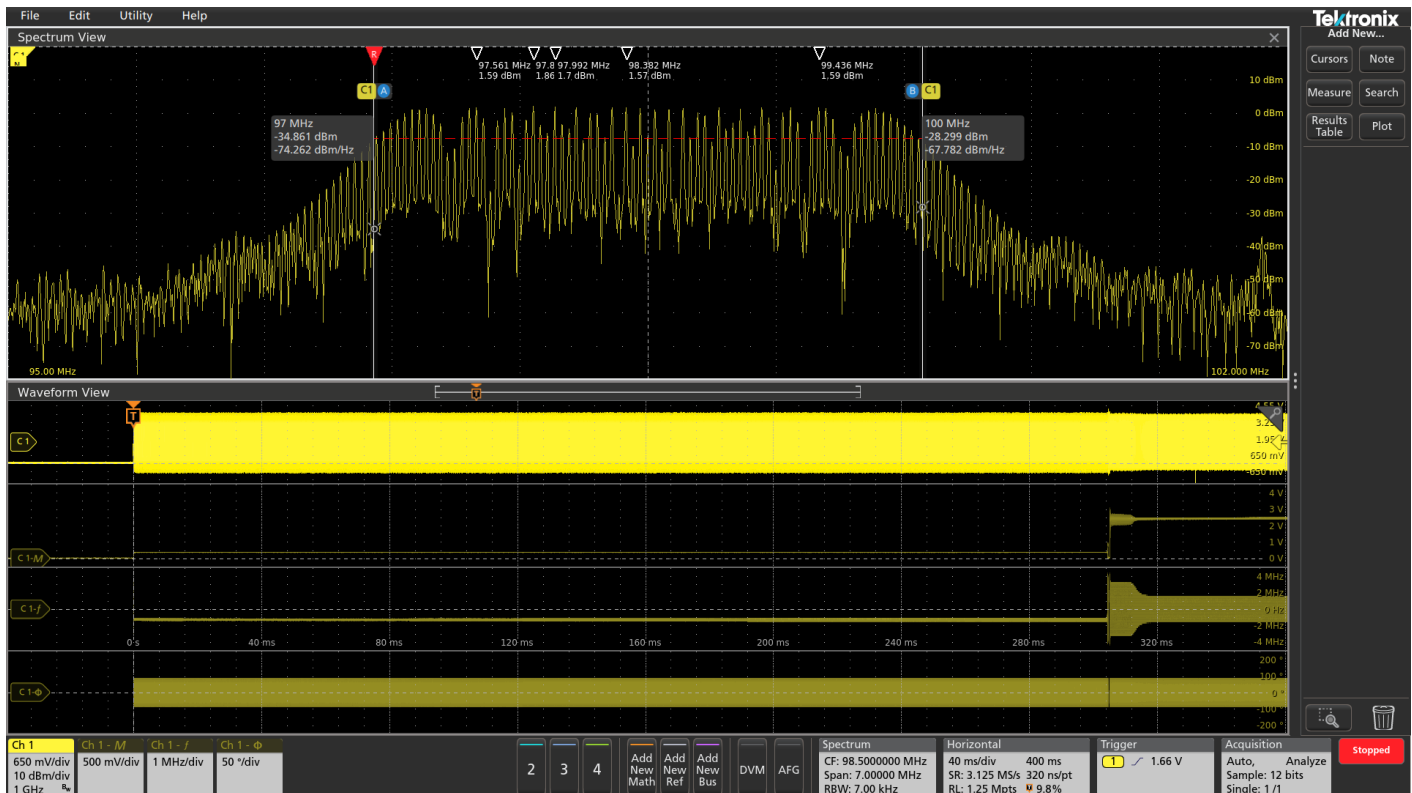 File Edit Utility Help
Tektronix
Add New...
Spectrum View
C1
N
R
97.561 MHz 97.8 97.992 MHz 98.382 MHz 99.436 MHz
1.59 dBm 1.86 1.7 dBm 1.57 dBm 1.59 dBm
10 dBm
C1 A
B C1
97 MHz
-34.861 dBm
-74.262 dBm/Hz
100 MHz
-28.299 dBm
-67.782 dBm/Hz
0 dBm
-10 dBm
-20 dBm
-30 dBm
-40 dBm
-50 dBm
-60 dBm
-70 dBm
95.00 MHz
102.000 MHz
Cursors Note
Measure Search
Results Table Plot
Waveform View
T
T
C1
4.55 V
1.95 V
650 mV
-650 mV
C 1-M
4 V
3 V
2 V
1 V
0 V
C 1-f
4 MHz
2 MHz
0 Hz
-2 MHz
-4 MHz
0 s 40 ms 80 ms 120 ms 160 ms 200 ms 240 ms 280 ms 320 ms
C 1-Φ
200 °
100 °
0 °
-100 °
-200 °
Ch 1
650 mV/div
10 dBm/div
1 GHz Bw
Ch 1 - M
500 mV/div
Ch 1 - f
1 MHz/div
Ch 1 - Φ
50 °/div
2 3 4
Add New Math
Add New Ref
Add New Bus
DVM AFG
Spectrum
CF: 98.5000000 MHz
Span: 7.00000 MHz
RBW: 7.00 kHz
Horizontal
40 ms/div 400 ms
SR: 3.125 MS/s 320 ns/pt
RL: 1.25 Mpts 9.8%
Trigger
1 1.66 V
Acquisition
Auto, Analyze
Sample: 12 bits
Single: 1 /1
Stopped